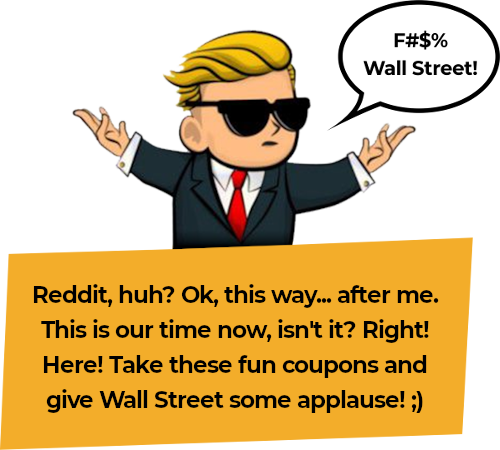 F#$%
Wall Street!
Reddit, huh? Ok, this way... after me.
This is our time now, isn't it? Right!
Here! Take these fun coupons and
give Wall Street some applause! ;)